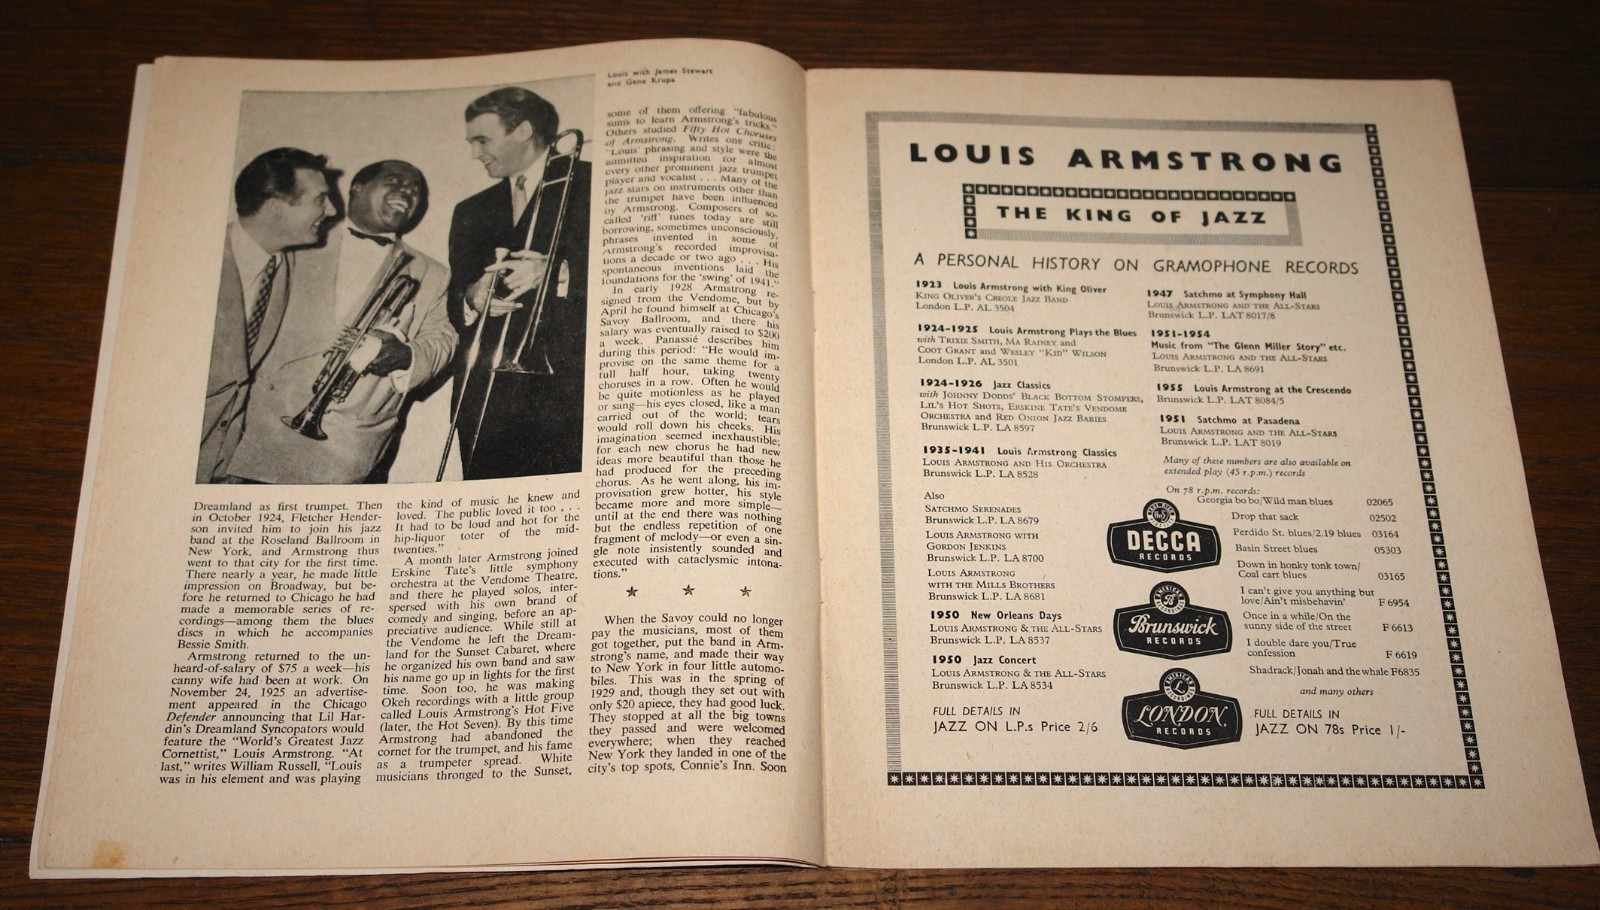 Louis with James Stewart
and Gene Krupa
Dreamland as first trumpet. Then
in October 1924, Fletcher Hender-
son invited him to join his jazz
band at the Roseland Ballroom in
New York, and Armstrong thus
went to that city for the first time.
There nearly a year, he made little
impression on Broadway, but be-
fore he returned to Chicago he had
made a memorable series of re-
cordings—among them the blues
discs in which he accompanies
Bessie Smith.
Armstrong returned to the un-
heard-of-salary of $75 a week—his
canny wife had been at work. On
November 24, 1925 an advertise-
ment appeared in the Chicago
Defender announcing that Lil Har-
din's Dreamland Syncopators would
feature the "World's Greatest Jazz
Cornettist," Louis Armstrong. "At
last," writes William Russell, "Louis
was in his element and was playing
the kind of music he knew and
loved. The public loved it too . . .
It had to be loud and hot for the
hip-liquor toter of the mid-
twenties."
A month later Armstrong joined
Erskine Tate's little symphony
orchestra at the Vendome Theatre,
and there he played solos, inter-
spersed with his own brand of
comedy and singing, before an ap-
preciative audience. While still at
the Vendome he left the Dream-
land for the Sunset Cabaret, where
he organized his own band and saw
his name go up in lights for the first
time. Soon too, he was making
Okeh recordings with a little group
called Louis Armstrong's Hot Five
(later, the Hot Seven). By this time
Armstrong had abandoned the
cornet for the trumpet, and his fame
as a trumpeter spread. White
musicians thronged to the Sunset,
some of them offering "fabulous
sums to learn Armstrong's tricks."
Others studied Fifty Hot Choruses
of Armstrong. Writes one critic:
"Louis' phrasing and style were the
admitted inspiration for almost
every other prominent jazz trumpet
player and vocalist . . . Many of the
jazz stars on instruments other than
the trumpet have been influenced
by Armstrong. Composers of so-
called 'riff' tunes today are still
borrowing, sometimes unconsciously,
phrases invented in some of
Armstrong's recorded improvisa-
tions a decade or two ago . . . His
spontaneous inventions laid the
foundations for the 'swing' of 1941."
In early 1928 Armstrong re-
signed from the Vendome, but by
April he found himself at Chicago's
Savoy Ballroom, and there his
salary was eventually raised to $200
a week. Panassié describes him
during this period: "He would im-
provise on the same theme for a
full half hour, taking twenty
choruses in a row. Often he would
be quite motionless as he played
or sang—his eyes closed, like a man
carried out of the world; tears
would roll down his cheeks. His
imagination seemed inexhaustible;
for each new chorus he had new
ideas more beautiful than those he
had produced for the preceding
chorus. As he went along, his im-
provisation grew hotter, his style
became more and more simple—
until at the end there was nothing
but the endless repetition of one
fragment of melody—or even a sin-
gle note insistently sounded and
executed with cataclysmic intona-
tions."
When the Savoy could no longer
pay the musicians, most of them
got together, put the band in Arm-
strong's name, and made their way
to New York in four little automo-
biles. This was in the spring of
1929 and, though they set out with
only $20 apiece, they had good luck.
They stopped at all the big towns
they passed and were welcomed
everywhere; when they reached
New York they landed in one of the
city's top spots, Connie's Inn. Soon
LOUIS ARMSTRONG
THE KING OF JAZZ
A PERSONAL HISTORY ON GRAMOPHONE RECORDS
1923 Louis Armstrong with King Oliver
KING OLIVER'S CREOLE JAZZ BAND
London L.P. AL 3504
1924-1925 Louis Armstrong Plays the Blues
with TRIXIE SMITH, MA RAINEY and
COOT GRANT and WESLEY "KID" WILSON
London L.P. AL 3501
1924-1926 Jazz Classics
with JOHNNY DODDS' BLACK BOTTOM STOMPERS,
LIL'S HOT SHOTS, ERSKINE TATE'S VENDOME
ORCHESTRA and RED ONION JAZZ BABIES
Brunswick L.P. LA 8597
1935-1941 Louis Armstrong Classics
LOUIS ARMSTRONG AND HIS ORCHESTRA
Brunswick L.P. LA 8528
Also
SATCHMO SERENADES
Brunswick L.P. LA 8679
LOUIS ARMSTRONG WITH
GORDON JENKINS
Brunswick L.P. LA 8700
LOUIS ARMSTRONG
WITH THE MILLS BROTHERS
Brunswick L.P. LA 8681
1950 New Orleans Days
LOUIS ARMSTRONG & THE ALL-STARS
Brunswick L.P. LA 8537
1950 Jazz Concert
LOUIS ARMSTRONG & THE ALL-STARS
Brunswick L.P. LA 8534
FULL DETAILS IN
JAZZ ON L.P.s Price 2/6
1947 Satchmo at Symphony Hall
LOUIS ARMSTRONG AND THE ALL-STARS
Brunswick L.P. LAT 8017/8
1951-1954
Music from "The Glenn Miller Story" etc.
LOUIS ARMSTRONG AND THE ALL-STARS
Brunswick L.P. LA 8691
1955 Louis Armstrong at the Crescendo
Brunswick L.P. LAT 8084/5
1951 Satchmo at Pasadena
LOUIS ARMSTRONG AND THE ALL-STARS
Brunswick L.P. LAT 8019
Many of these numbers are also available on
extended play (45 r.p.m.) records
On 78 r.p.m. records:
Georgia bo bo/Wild man blues 02065
Drop that sack 02502
Perdido St. blues/2.19 blues 03164
Basin Street blues 05303
Down in honky tonk town/
Coal cart blues 03165
I can't give you anything but
love/Ain't misbehavin' F 6954
Once in a while/On the
sunny side of the street F 6613
I double dare you/True
confession F 6619
Shadrack/Jonah and the whale F6835
and many others
DECCA
RECORDS
Brunswick
RECORDS
LONDON
RECORDS
FULL DETAILS IN
JAZZ ON 78s Price 1/-